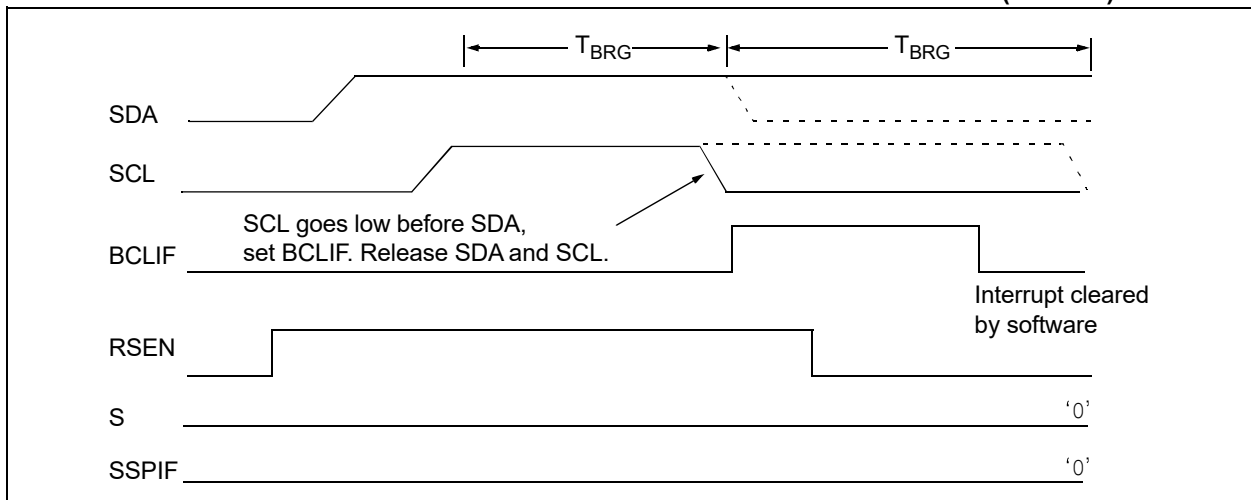 TBRG TBRG
SDA
SCL
SCL goes low before SDA,
set BCLIF. Release SDA and SCL.
BCLIF
Interrupt cleared
by software
RSEN
S '0'
SSPIF '0'